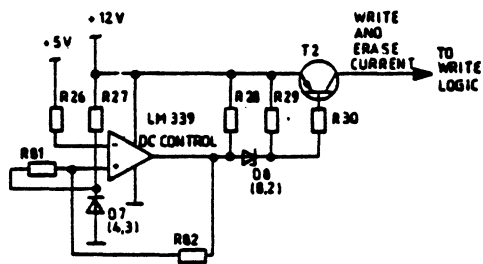 WRITE
AND
ERASE
CURRENT
+12V
+5V
T2
TO
WRITE
LOGIC
R26
R27
R28
R29
R30
LM 339
DC CONTROL
-
+
R81
D7
(4,3)
D8
(8,2)
R82